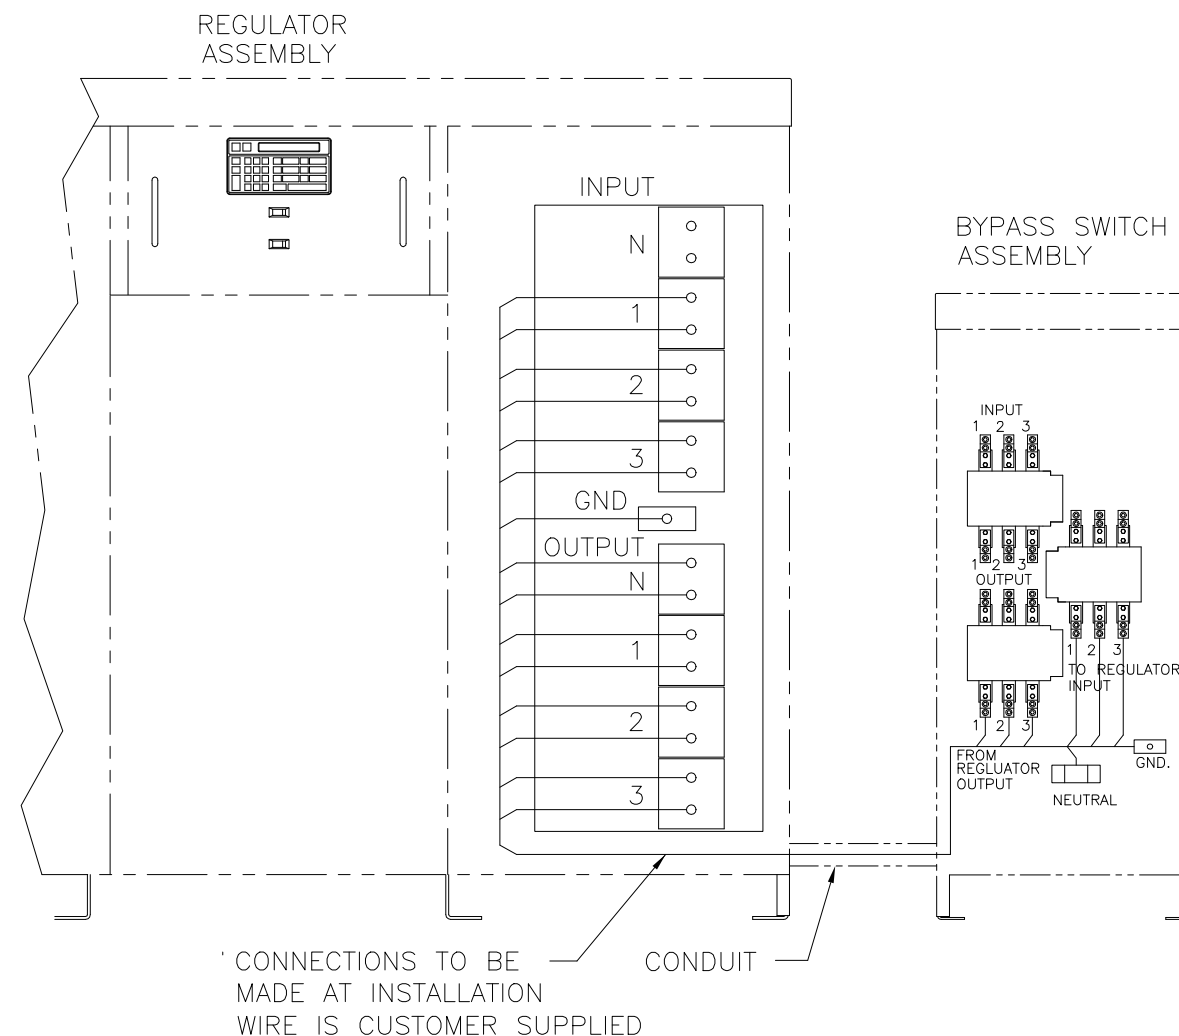 REGULATOR
ASSEMBLY
INPUT
N
1
2
3
GND
OUTPUT
N
1
2
3
BYPASS SWITCH
ASSEMBLY
INPUT
1 2 3
1 2 3
OUTPUT
1 2 3
TO REGULATOR
INPUT
1 2 3
FROM
REGLUATOR
OUTPUT
GND.
NEUTRAL
CONNECTIONS TO BE
MADE AT INSTALLATION
WIRE IS CUSTOMER SUPPLIED
CONDUIT